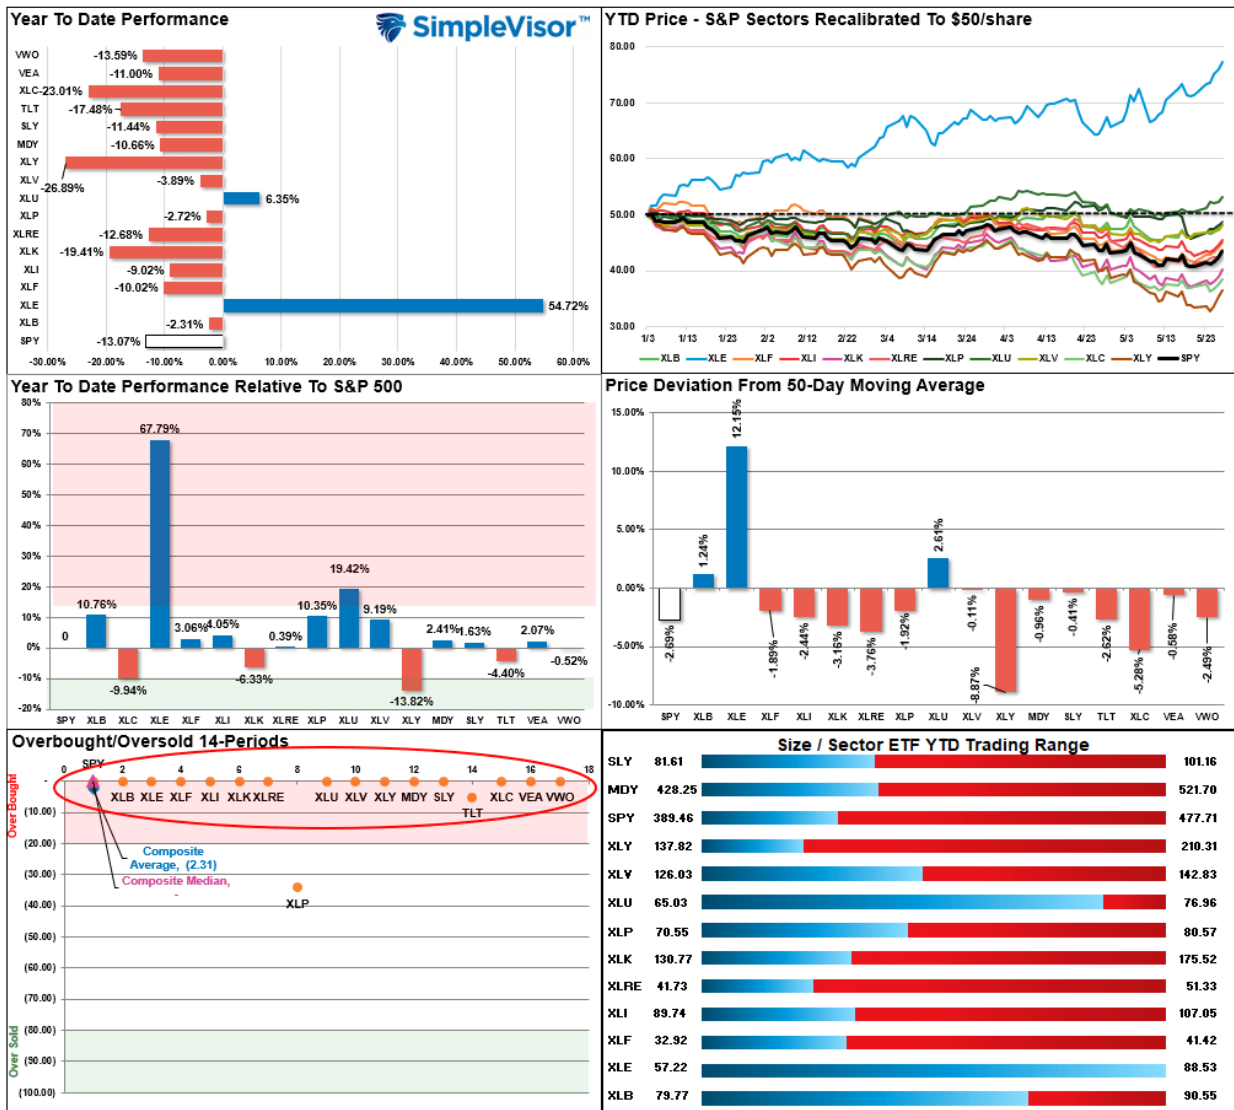 Year To Date Performance
SimpleVisor
VWO -13.59%
VEA -11.00%
XLC -23.01%
TLT -17.48%
SLY -11.44%
MDY -10.66%
XLY
-26.89%
XLV -3.89%
XLU 6.35%
XLP -2.72%
XLRE -12.68%
XLK -19.41%
XLI -9.02%
XLF -10.02%
XLE 54.72%
XLB -2.31%
SPY -13.07%
-30.00% -20.00% -10.00% 0.00% 10.00% 20.00% 30.00% 40.00% 50.00% 60.00%
YTD Price - S&P Sectors Recalibrated To $50/share
80.00
70.00
60.00
50.00
40.00
30.00
1/3 1/13 1/23 2/2 2/12 2/22 3/4 3/14 3/24 4/3 4/13 4/23 5/3 5/13 5/23
XLB XLE XLF XLI XLK XLRE XLP XLU XLV XLC XLY SPY
Year To Date Performance Relative To S&P 500
80%
70%
60%
50%
40%
30%
20%
10%
0%
-10%
-20%
0 10.76% -9.94% 67.79% 3.06% 4.05% -6.33% 0.39% 10.35% 19.42% 9.19% -13.82% 2.41% 1.63% -4.40% 2.07% -0.52%
SPY XLB XLC XLE XLF XLI XLK XLRE XLP XLU XLV XLY MDY SLY TLT VEA VWO
Price Deviation From 50-Day Moving Average
15.00%
10.00%
5.00%
0.00%
-5.00%
-10.00%
-2.69% 1.24% 12.15% -1.89% -2.44% -3.16% -3.76% -1.92% 2.61% -0.11% -8.87% -0.96% -0.41% -2.62% -5.28% -0.58% -2.49%
SPY XLB XLE XLF XLI XLK XLRE XLP XLU XLV XLY MDY SLY TLT XLC VEA VWO
Overbought/Oversold 14-Periods
0 2 4 6 8 10 12 14 16 18
SPY
XLB XLE XLF XLI XLK XLRE XLU XLV XLY MDY SLY XLC VEA VWO
TLT
XLP
Composite
Average, (2.31)
Composite Median,
-
-
(10.00)
(20.00)
(30.00)
(40.00)
(50.00)
(60.00)
(70.00)
(80.00)
(90.00)
(100.00)
Over Bought
Over Sold
Size / Sector ETF YTD Trading Range
SLY 81.61 101.16
MDY 428.25 521.70
SPY 389.46 477.71
XLY 137.82 210.31
XLV 126.03 142.83
XLU 65.03 76.96
XLP 70.55 80.57
XLK 130.77 175.52
XLRE 41.73 51.33
XLI 89.74 107.05
XLF 32.92 41.42
XLE 57.22 88.53
XLB 79.77 90.55